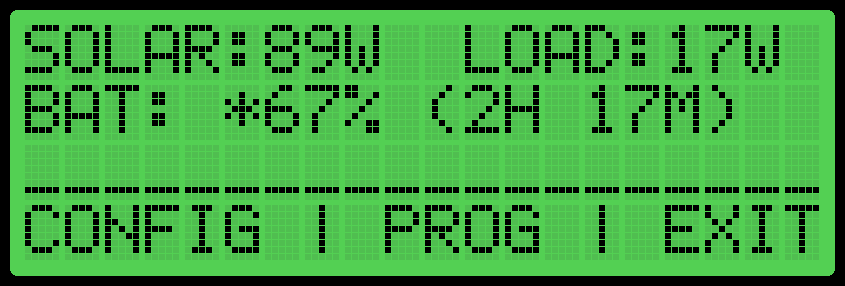 SOLAR:89W  LOAD:17W
BAT: *67% (2H 17M)
____________________
CONFIG | PROG | EXIT